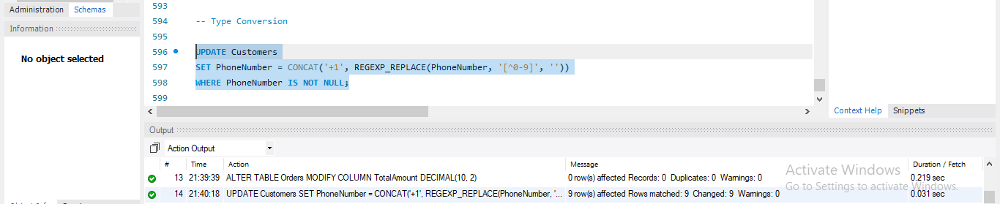 Administration Schemas
Information
No object selected
593
594 -- Type Conversion
595
596 UPDATE Customers
597 SET PhoneNumber = CONCAT('+1', REGEXP_REPLACE(PhoneNumber, '[^0-9]', ''))
598 WHERE PhoneNumber IS NOT NULL;
599
Context Help Snippets
Output
Action Output
# Time Action Message Duration / Fetch
13 21:39:39 ALTER TABLE Orders MODIFY COLUMN TotalAmount DECIMAL(10, 2) 0 row(s) affected Records: 0 Duplicates: 0 Warnings: 0 0.219 sec
14 21:40:18 UPDATE Customers SET PhoneNumber = CONCAT('+1', REGEXP_REPLACE(PhoneNumber, '... 9 row(s) affected Rows matched: 9 Changed: 9 Warnings: 0 0.031 sec
Activate Windows
Go to Settings to activate Windows.